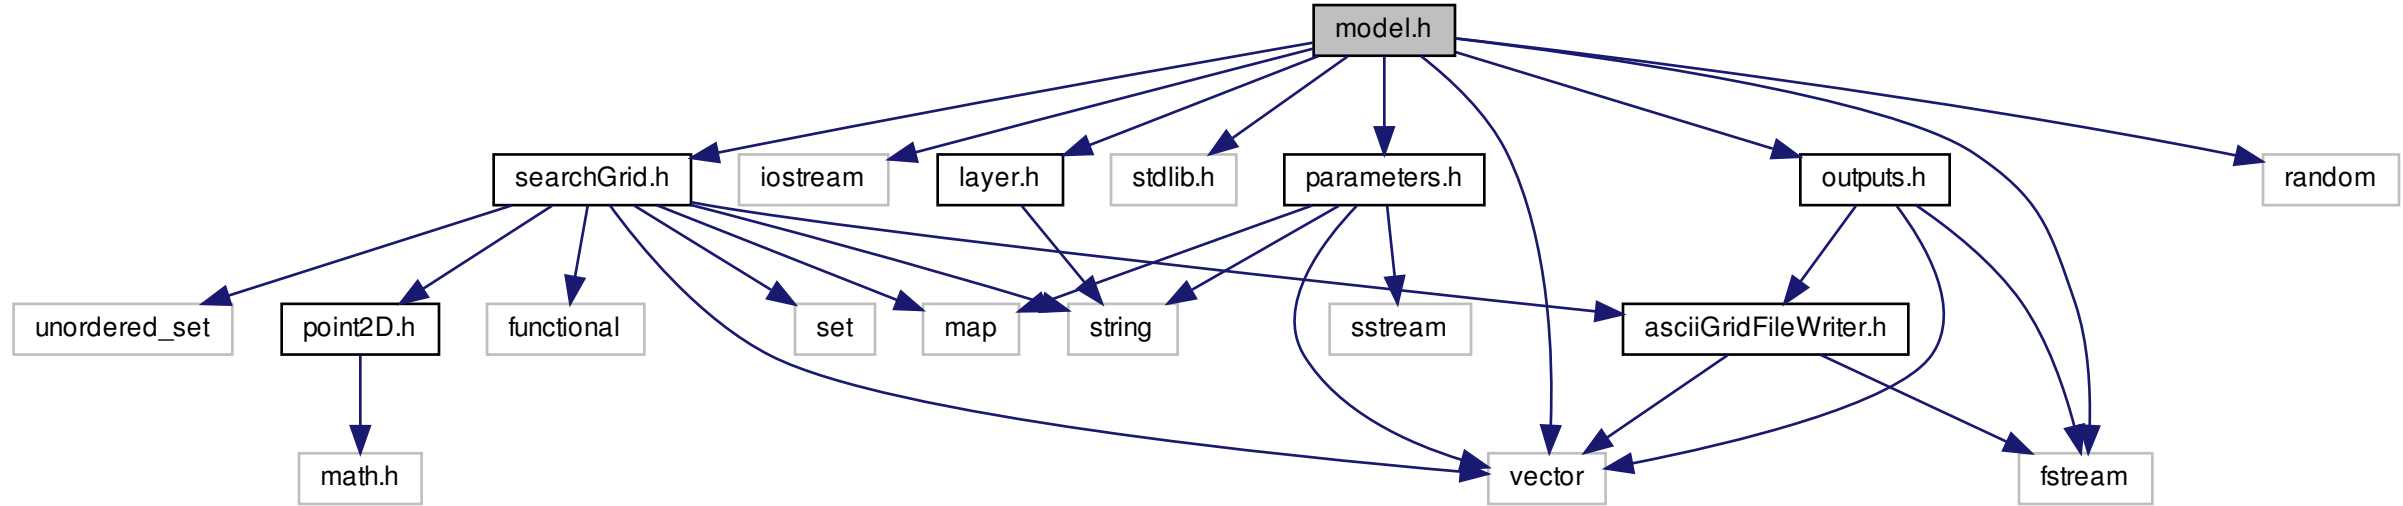 model.h
searchGrid.h
iostream
layer.h
stdlib.h
parameters.h
outputs.h
random
unordered_set
point2D.h
functional
set
map
string
sstream
asciiGridFileWriter.h
math.h
vector
fstream